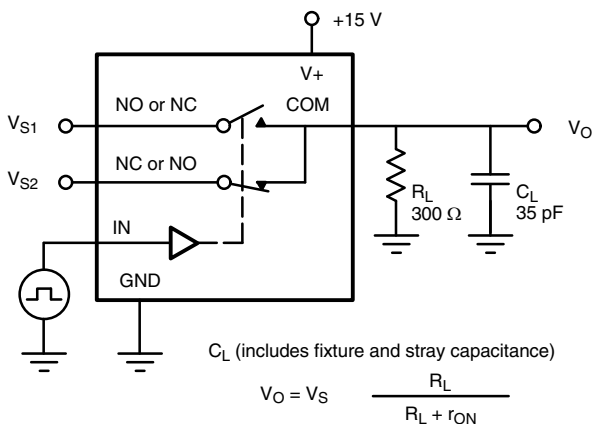 +15 V
V+
NO or NC
COM
V_S1
V_O
NC or NO
V_S2
R_L
300 Ω
C_L
35 pF
IN
GND
C_L (includes fixture and stray capacitance)
V_O = V_S R_L
R_L + r_ON